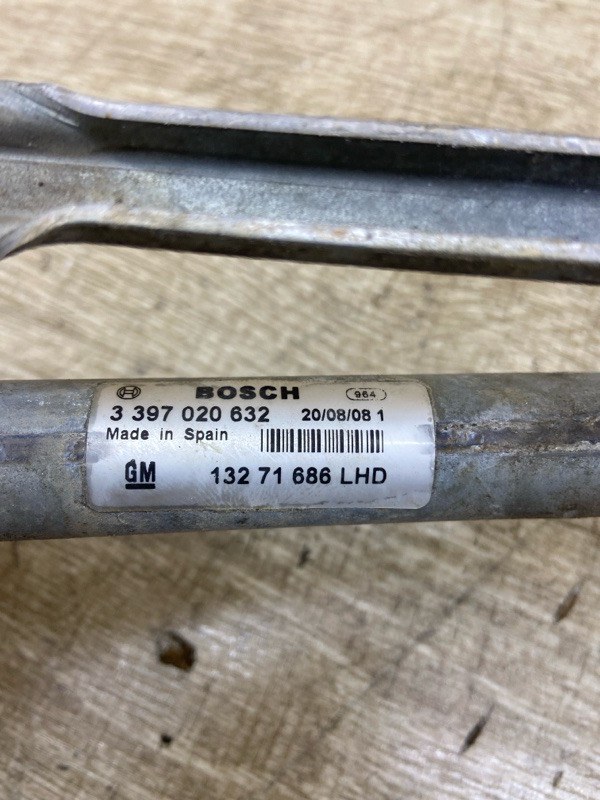 BOSCH 964
3 397 020 632 20/08/08 1
Made in Spain
GM 132 71 686 LHD